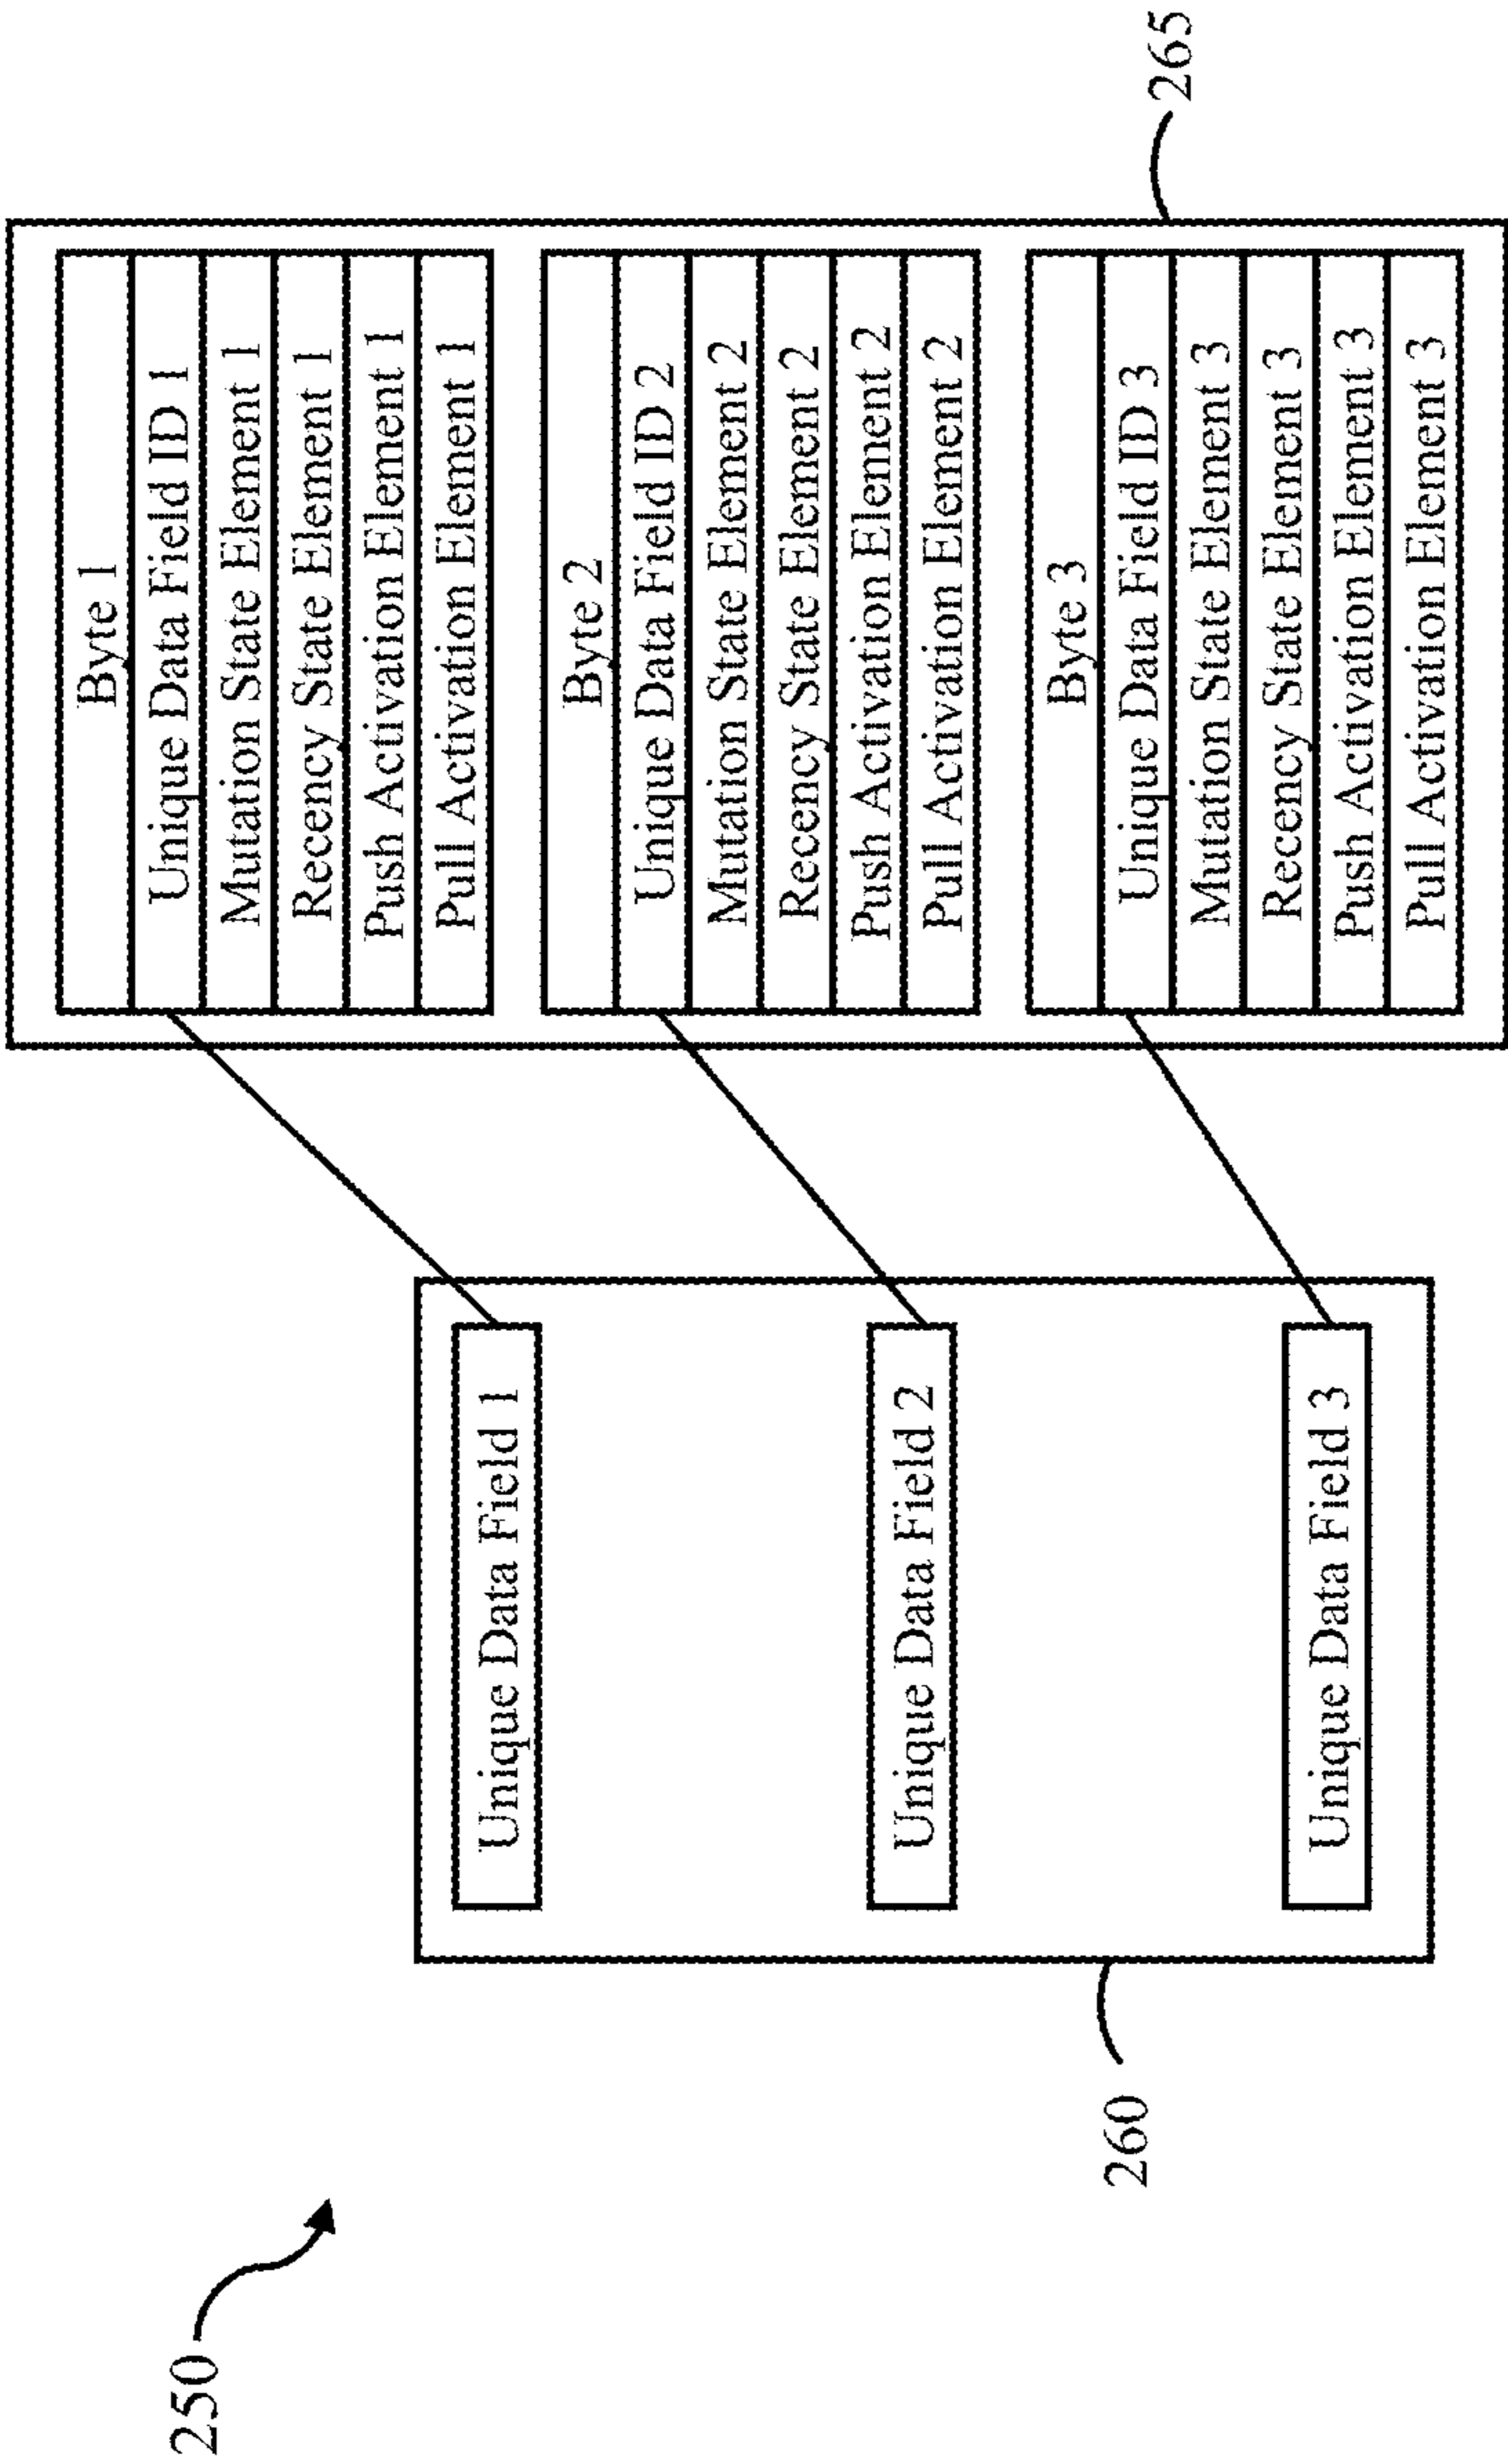 250
260
Unique Data Field 1
Unique Data Field 2
Unique Data Field 3
Byte 1
Unique Data Field ID 1
Mutation State Element 1
Recency State Element 1
Push Activation Element 1
Pull Activation Element 1
Byte 2
Unique Data Field ID 2
Mutation State Element 2
Recency State Element 2
Push Activation Element 2
Pull Activation Element 2
Byte 3
Unique Data Field ID 3
Mutation State Element 3
Recency State Element 3
Push Activation Element 3
Pull Activation Element 3
265